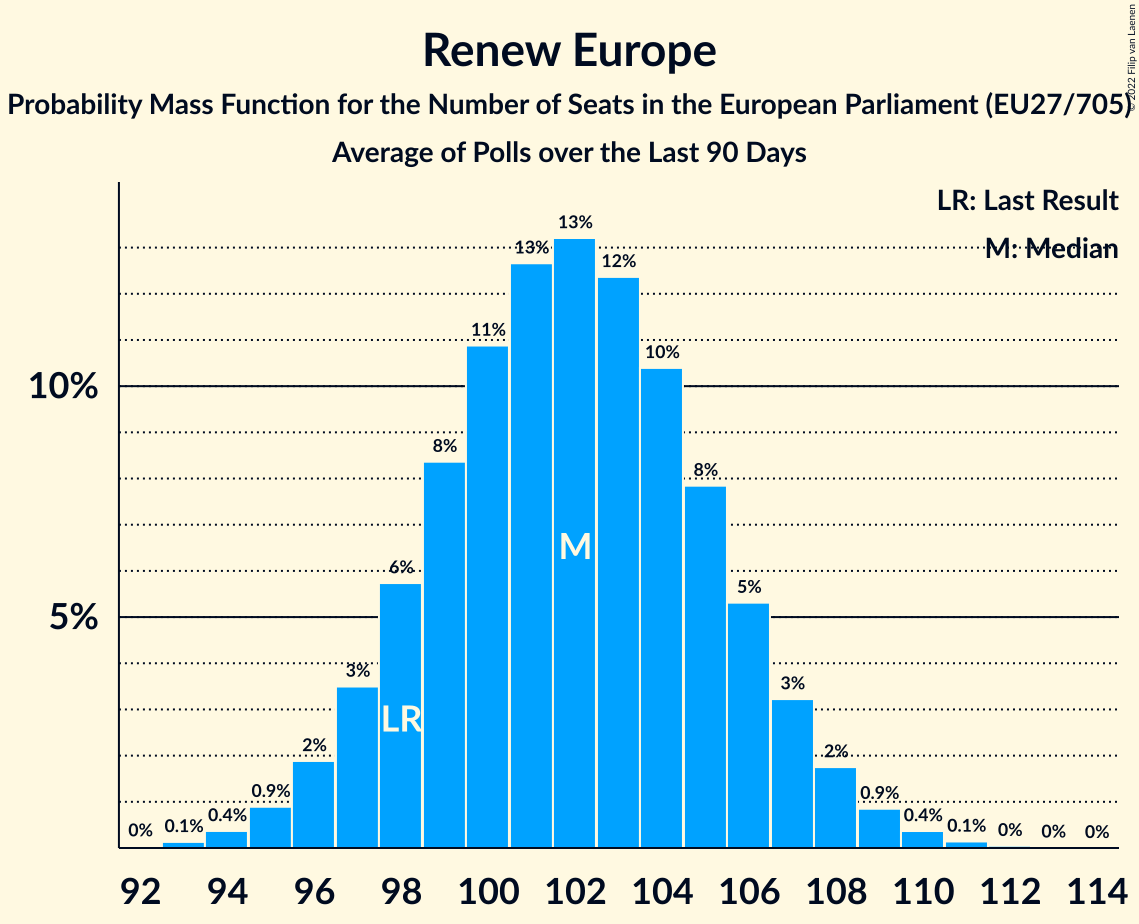 Renew Europe
Probability Mass Function for the Number of Seats in the European Parliament (EU27/705)
Average of Polls over the Last 90 Days
© 2022 Filip van Laenen
LR: Last Result
M: Median
10%
5%
0%
0.1%
0.4%
0.9%
2%
3%
6%
8%
11%
13%
13%
12%
10%
8%
5%
3%
2%
0.9%
0.4%
0.1%
0%
0%
0%
LR
M
92 94 96 98 100 102 104 106 108 110 112 114